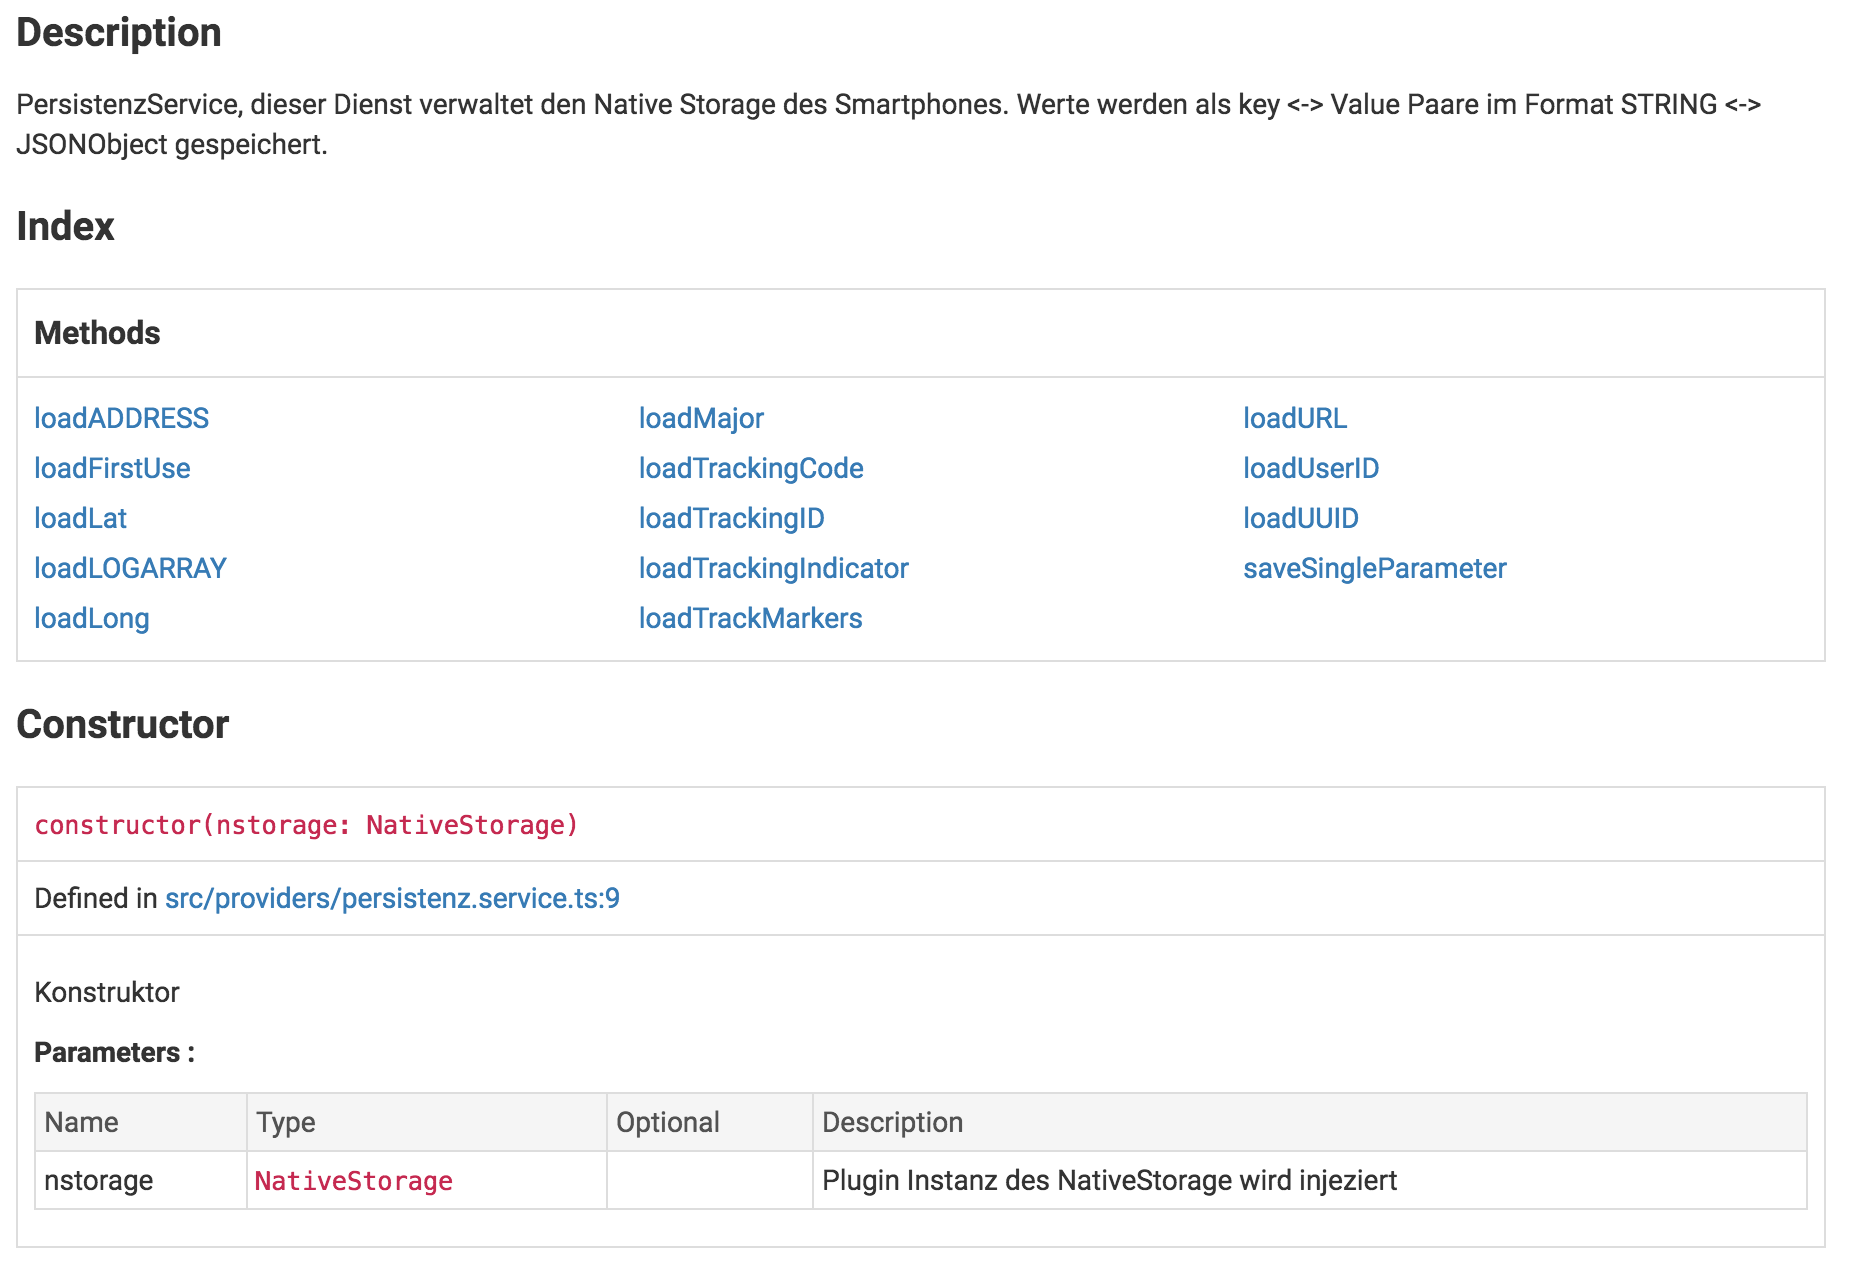 Description
PersistenzService, dieser Dienst verwaltet den Native Storage des Smartphones. Werte werden als key <-> Value Paare im Format STRING <->
JSONObject gespeichert.
Index
Methods
loadADDRESS
loadFirstUse
loadLat
loadLOGARRAY
loadLong
loadMajor
loadTrackingCode
loadTrackingID
loadTrackingIndicator
loadTrackMarkers
loadURL
loadUserID
loadUUID
saveSingleParameter
Constructor
constructor(nstorage: NativeStorage)
Defined in src/providers/persistenz.service.ts:9
Konstruktor
Parameters :
Name Type Optional Description
nstorage NativeStorage Plugin Instanz des NativeStorage wird injeziert